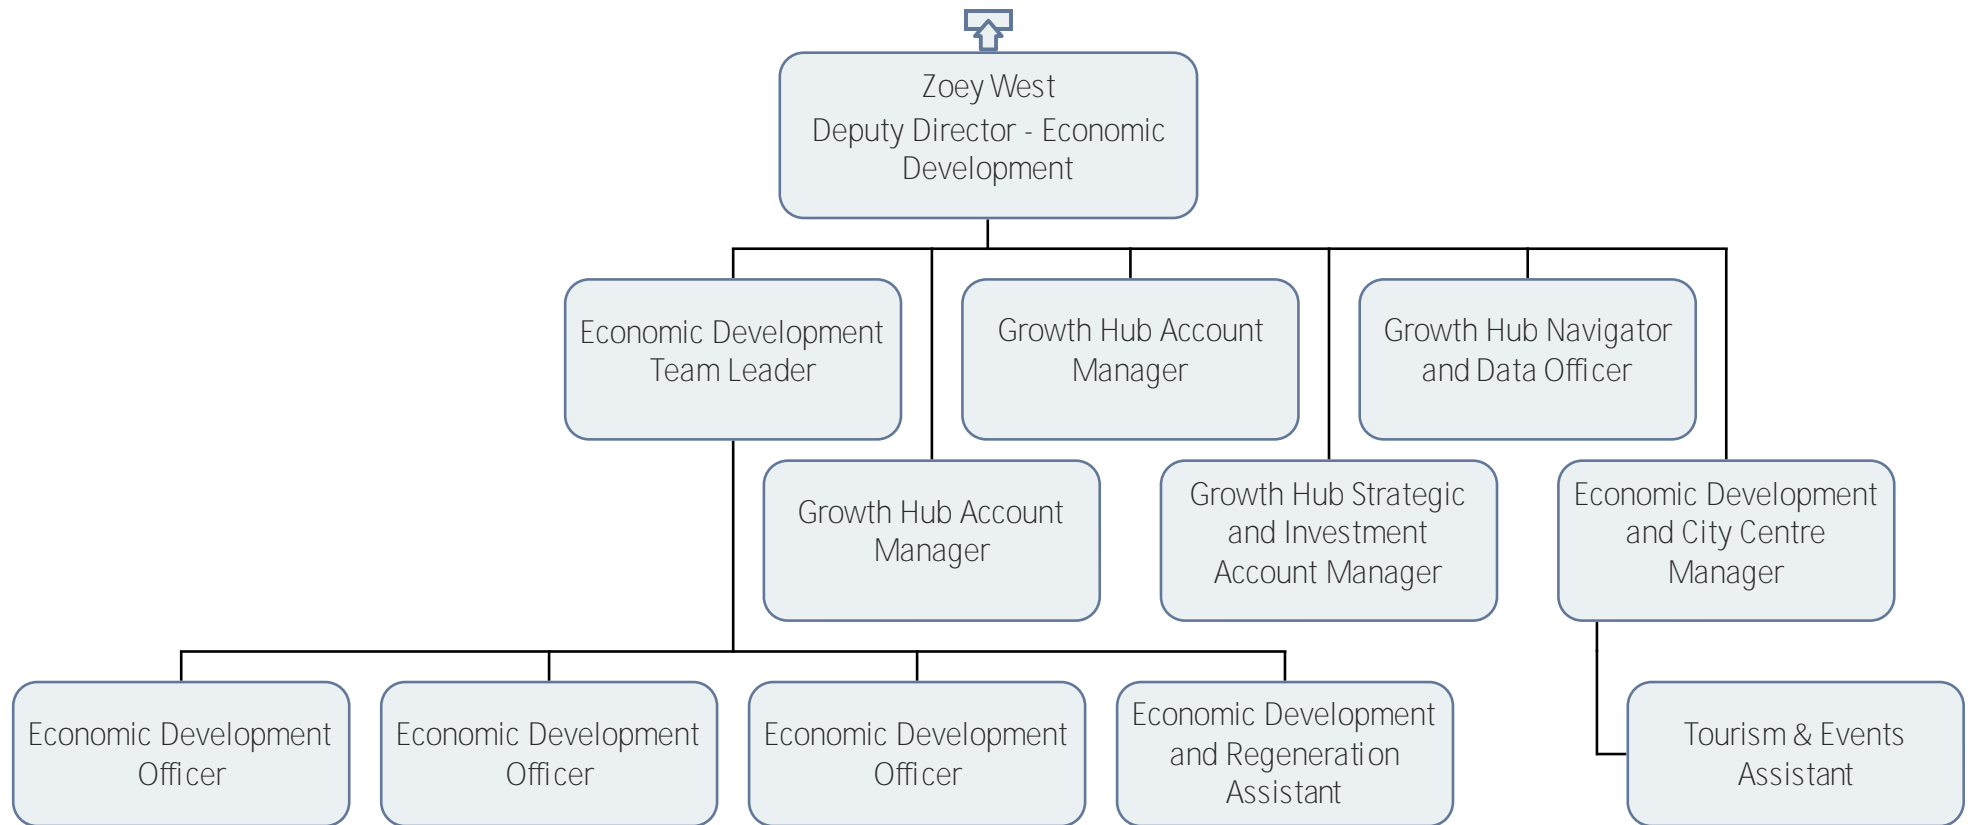 Zoey West
Deputy Director - Economic
Development
Economic Development
Team Leader
Growth Hub Account
Manager
Growth Hub Navigator
and Data Officer
Growth Hub Account
Manager
Growth Hub Strategic
and Investment
Account Manager
Economic Development
and City Centre
Manager
Economic Development
Officer
Economic Development
Officer
Economic Development
Officer
Economic Development
and Regeneration
Assistant
Tourism & Events
Assistant